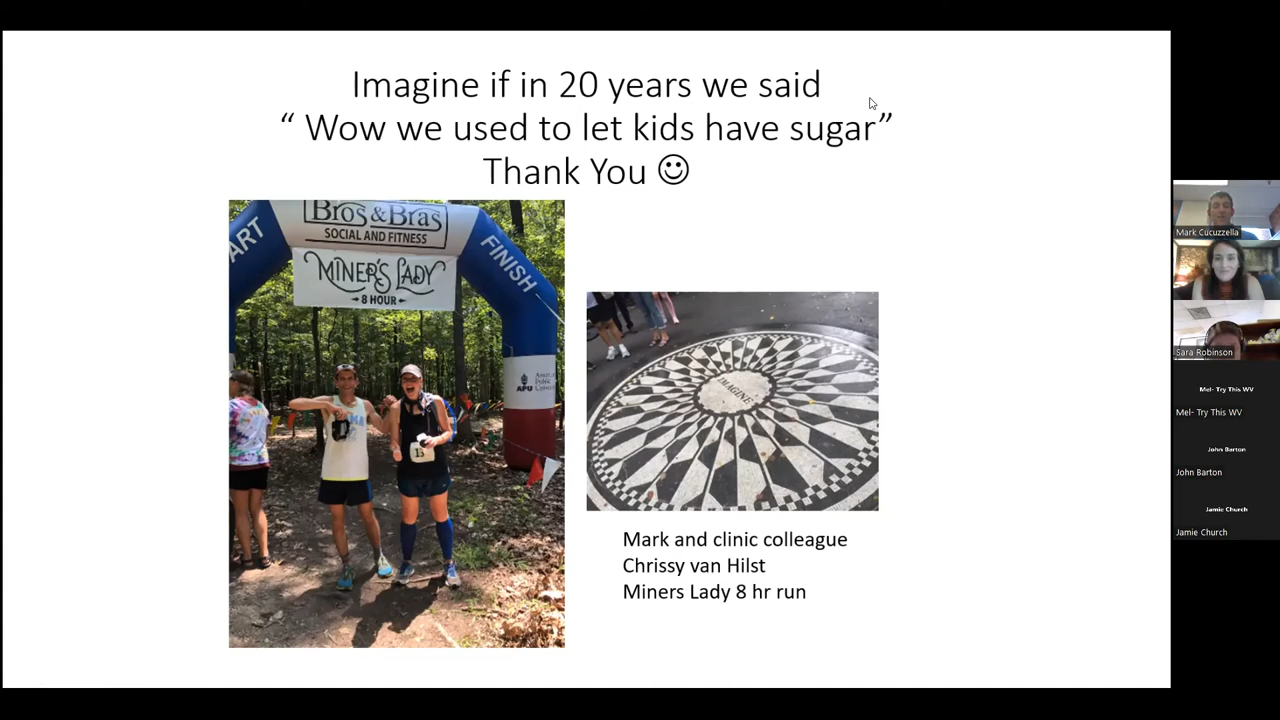 Imagine if in 20 years we said
“ Wow we used to let kids have sugar”
Thank You ☺
Bros & Bras
SOCIAL AND FITNESS
ART
FINISH
MINER'S LADY
8 HOUR
APU
13
IMAGINE
Mark and clinic colleague
Chrissy van Hilst
Miners Lady 8 hr run
Mark Cucuzzella
Sara Robinson
Mel- Try This WV
Mel- Try This WV
John Barton
John Barton
Jamie Church
Jamie Church